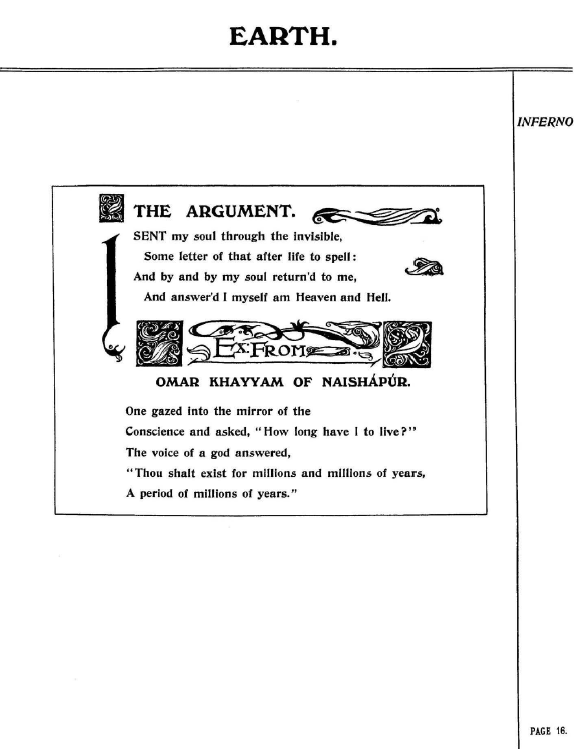 EARTH.
INFERNO
THE ARGUMENT.
I SENT my soul through the invisible,
Some letter of that after life to spell:
And by and by my soul return'd to me,
And answer'd I myself am Heaven and Hell.
EX: FROM
OMAR KHAYYAM OF NAISHÁPÚR.
One gazed into the mirror of the
Conscience and asked, "How long have I to live?"
The voice of a god answered,
"Thou shalt exist for millions and millions of years,
A period of millions of years."
PAGE 16.